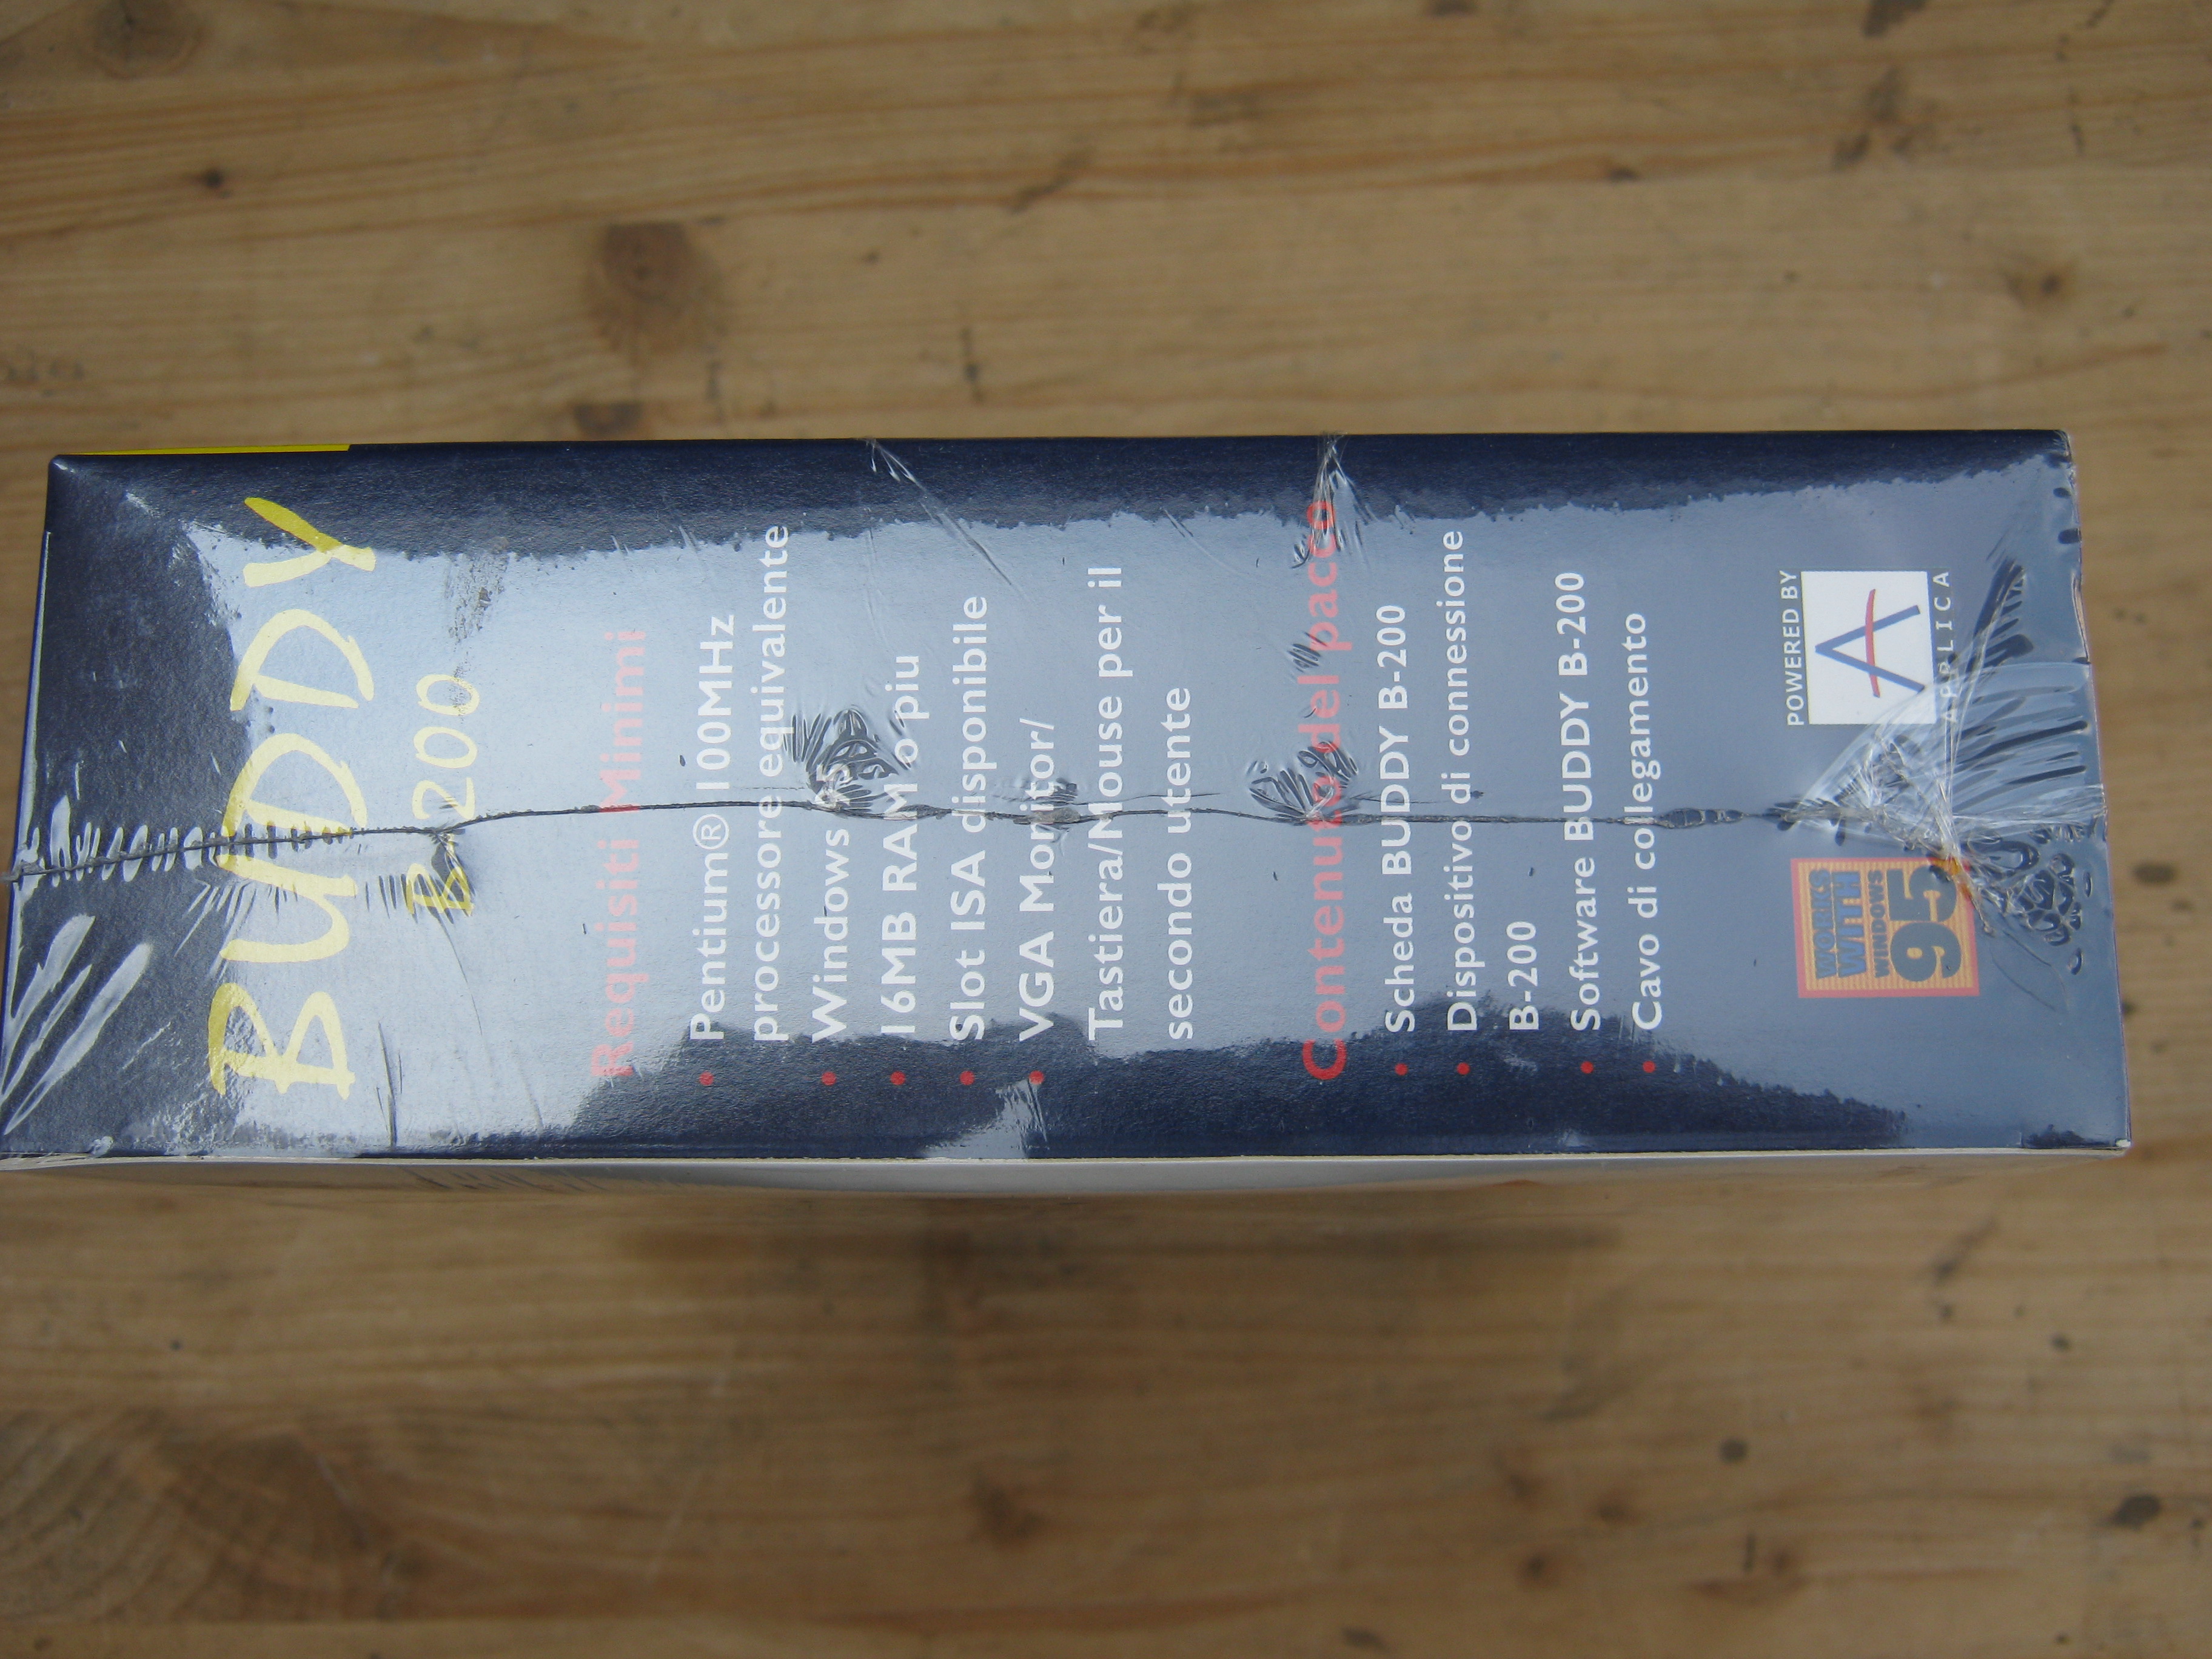 BUDDY
B-200
Requisiti Minimi
• Pentium® 100MHz
processore equivalente
• Windows 95
• 16MB RAM o piu
• Slot ISA disponibile
• VGA Monitor/
Tastiera/Mouse per il
secondo utente
Contenuto del pacco
• Scheda BUDDY B-200
• Dispositivo di connessione
B-200
• Software BUDDY B-200
• Cavo di collegamento
WORKS
WITH
WINDOWS
95
POWERED BY
APPLICA